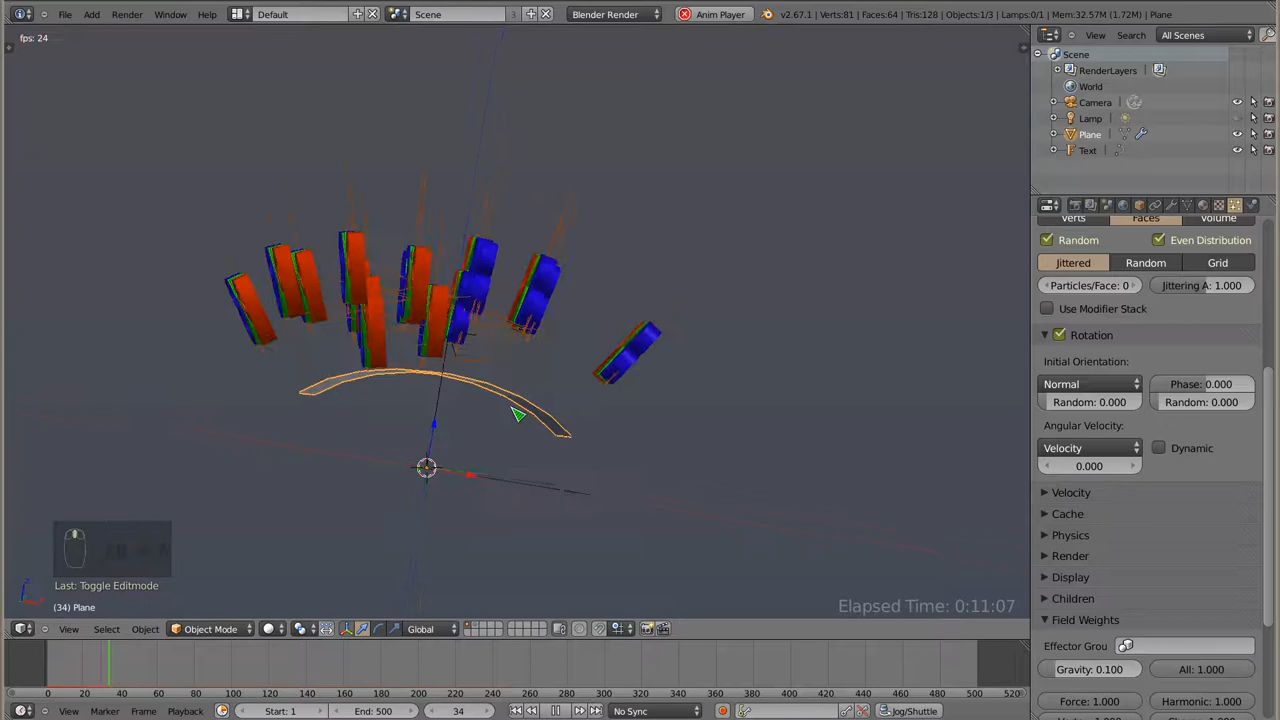 File Add Render Window Help Default Scene 3 Blender Render Anim Player v2.67.1 | Verts:81 | Faces:64 | Tris:128 | Objects:1/3 | Lamps:0/1 | Mem:32.57M (1.72M) | Plane
fps: 24
View Search All Scenes
Scene
RenderLayers
World
Camera
Lamp
Plane
Text
Verts Faces Volume
Random Even Distribution
Jittered Random Grid
Particles/Face: 0 Jittering A: 1.000
Use Modifier Stack
Rotation
Initial Orientation:
Normal Phase: 0.000
Random: 0.000 Random: 0.000
Angular Velocity:
Velocity Dynamic
0.000
Velocity
Cache
Physics
Render
Display
Children
Field Weights
Effector Grou
Gravity: 0.100 All: 1.000
Force: 1.000 Harmonic: 1.000
Last: Toggle Editmode
(34) Plane
Elapsed Time: 0:11:07
View Select Object Object Mode Global
0 20 40 60 80 100 120 140 160 180 200 220 240 260 280 300 320 340 360 380 400 420 440 460 480 500 520
View Marker Frame Playback Start: 1 End: 500 34 No Sync Jog/Shuttle